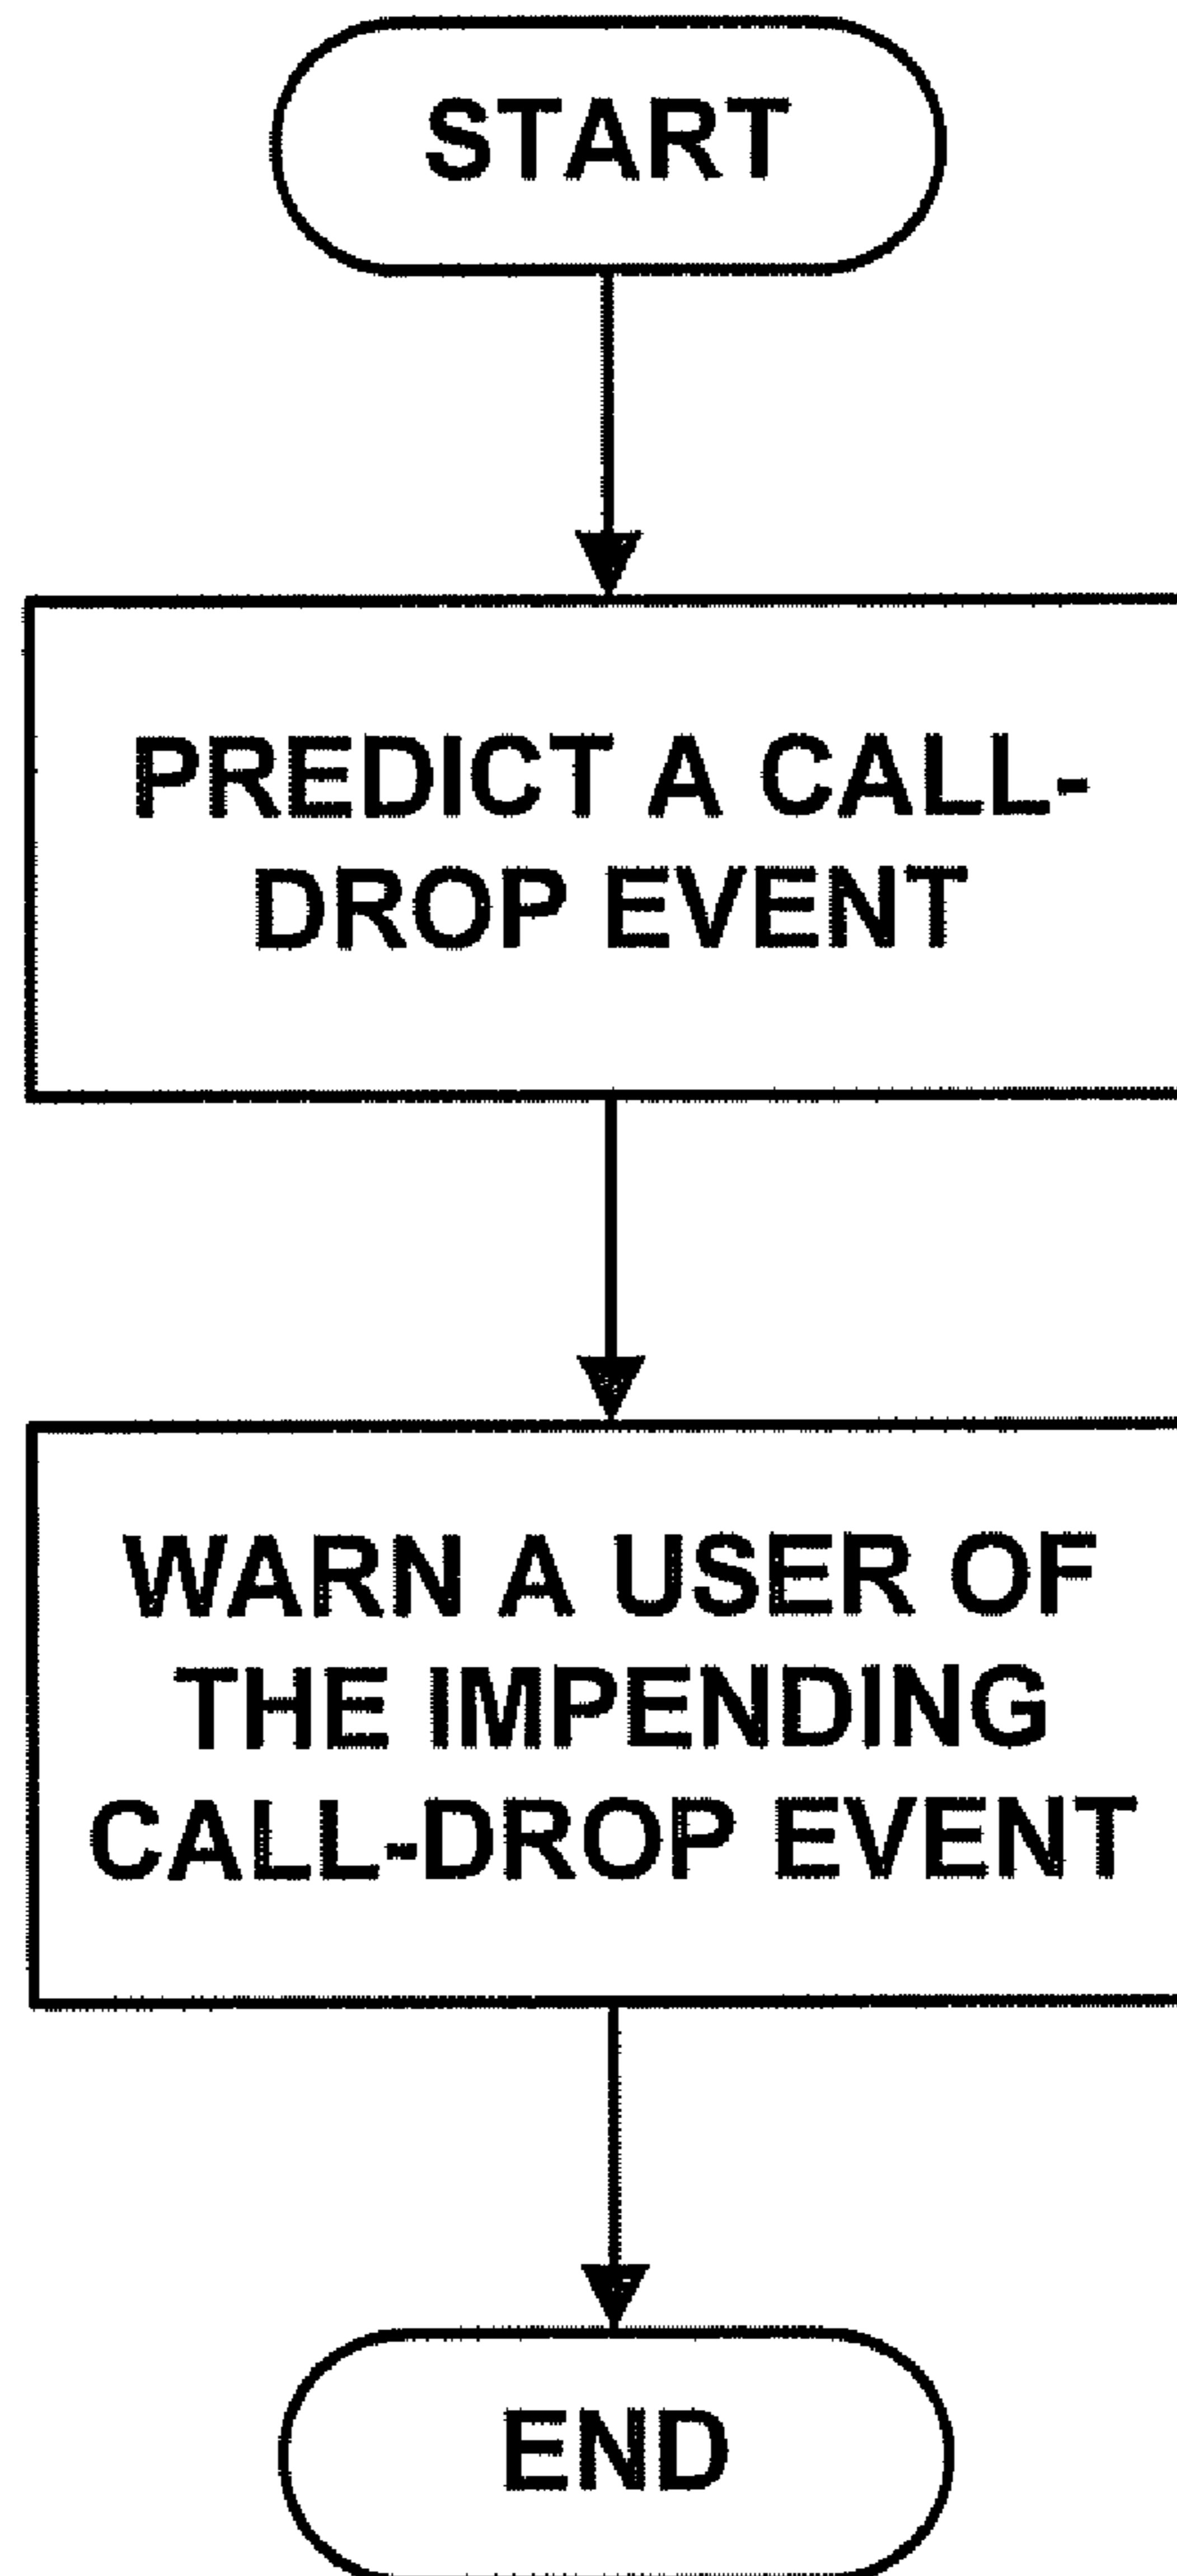 START
PREDICT A CALL-
DROP EVENT
WARN A USER OF
THE IMPENDING
CALL-DROP EVENT
END